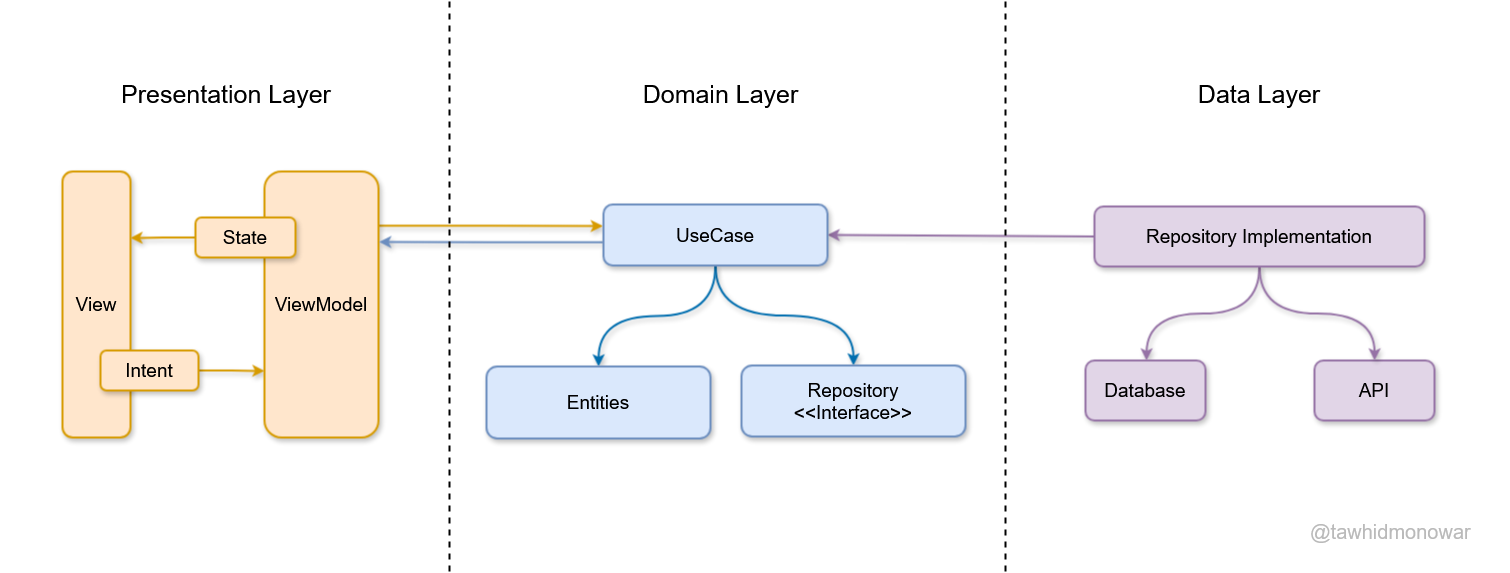 Presentation Layer
Domain Layer
Data Layer
State
View
ViewModel
Intent
UseCase
Entities
Repository
<<Interface>>
Repository Implementation
Database
API
@tawhidmonowar